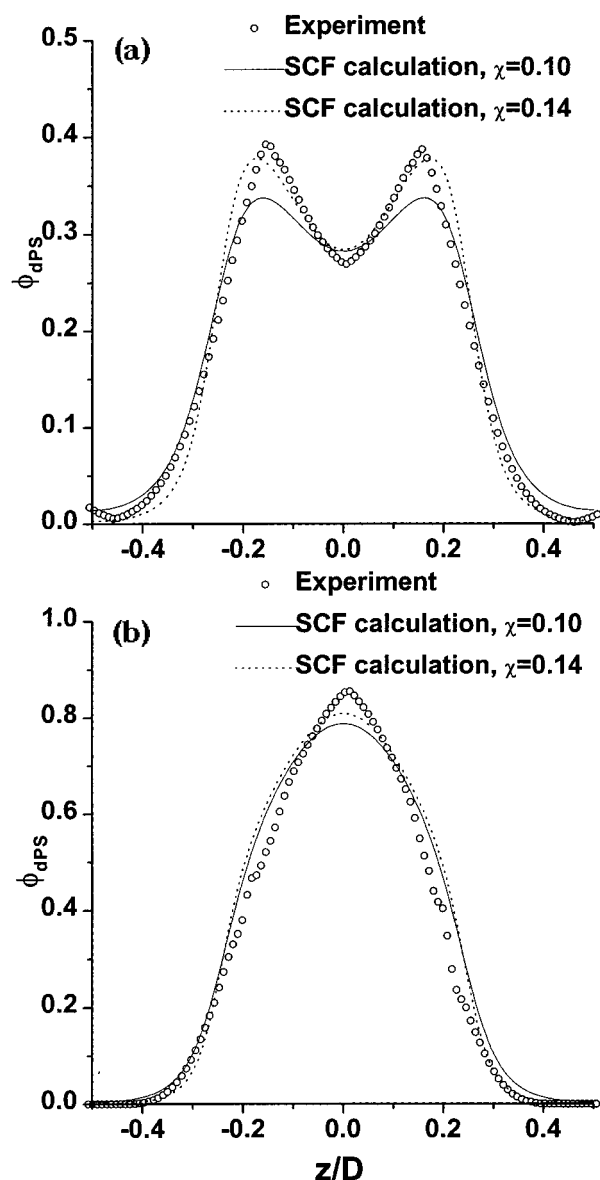 Experiment
SCF calculation, χ=0.10
SCF calculation, χ=0.14
(a)
0.5
0.4
0.3
0.2
0.1
0.0
ϕdPS
-0.4 -0.2 0.0 0.2 0.4
Experiment
SCF calculation, χ=0.10
SCF calculation, χ=0.14
(b)
1.0
0.8
0.6
0.4
0.2
0.0
ϕdPS
-0.4 -0.2 0.0 0.2 0.4
z/D